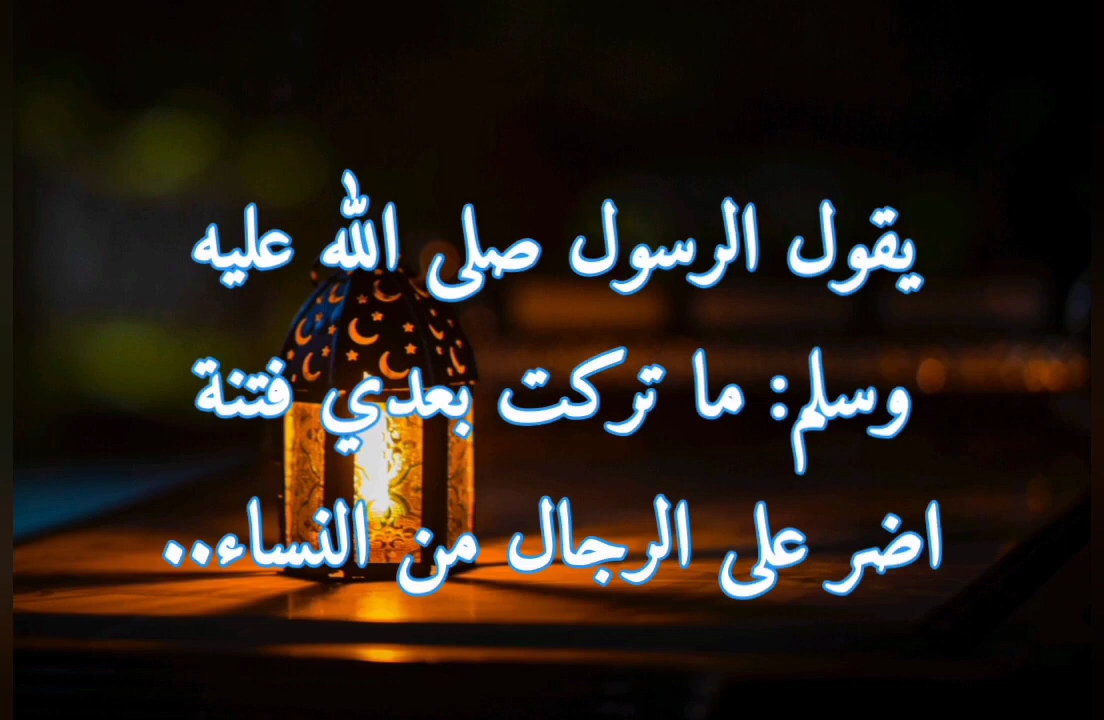 يقول الرسول صلى الله عليه
وسلم: ما تركت بعدي فتنة
اضر على الرجال من النساء..